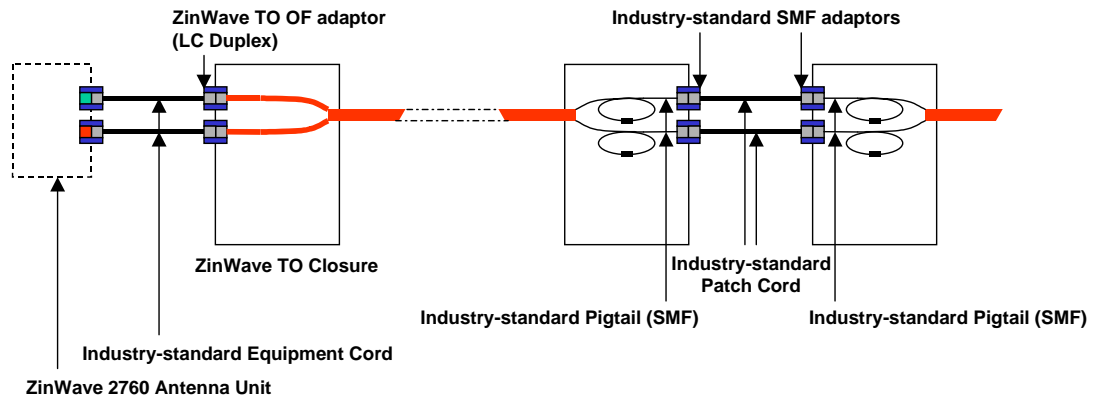 ZinWave TO OF adaptor
(LC Duplex)
Industry-standard SMF adaptors
ZinWave TO Closure
Industry-standard
Patch Cord
Industry-standard Pigtail (SMF)
Industry-standard Pigtail (SMF)
Industry-standard Equipment Cord
ZinWave 2760 Antenna Unit